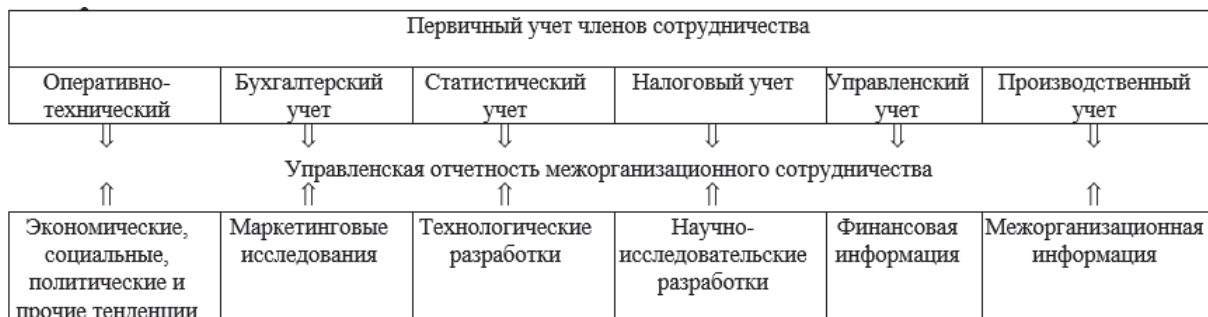 Первичный учет членов сотрудничества
Оперативно-
технический
Бухгалтерский
учет
Статистический
учет
Налоговый учет
Управленский
учет
Производственный
учет
⇓ ⇓ ⇓ ⇓ ⇓ ⇓
Управленская отчетность межорганизационного сотрудничества
⇑ ⇑ ⇑ ⇑ ⇑
Экономические,
социальные,
политические и
прочие тенденции
Маркетинговые
исследования
Технологические
разработки
Научно-
исследовательские
разработки
Финансовая
информация
Межорганизационная
информация